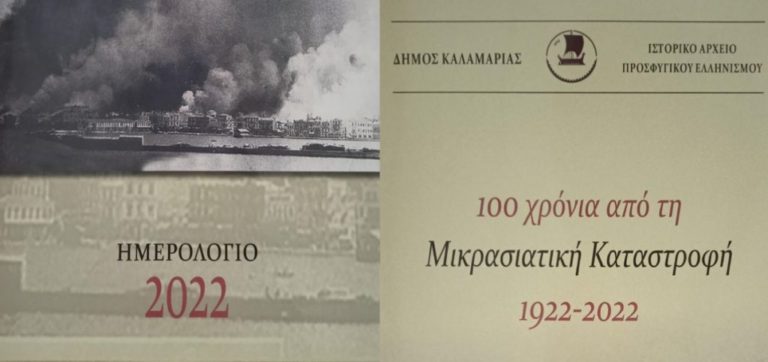 ΗΜΕΡΟΛΟΓΙΟ
2022
ΔΗΜΟΣ ΚΑΛΑΜΑΡΙΑΣ
ΙΣΤΟΡΙΚΟ ΑΡΧΕΙΟ
ΠΡΟΣΦΥΓΙΚΟΥ ΕΛΛΗΝΙΣΜΟΥ
100 χρόνια από τη
Μικρασιατική Καταστροφή
1922-2022